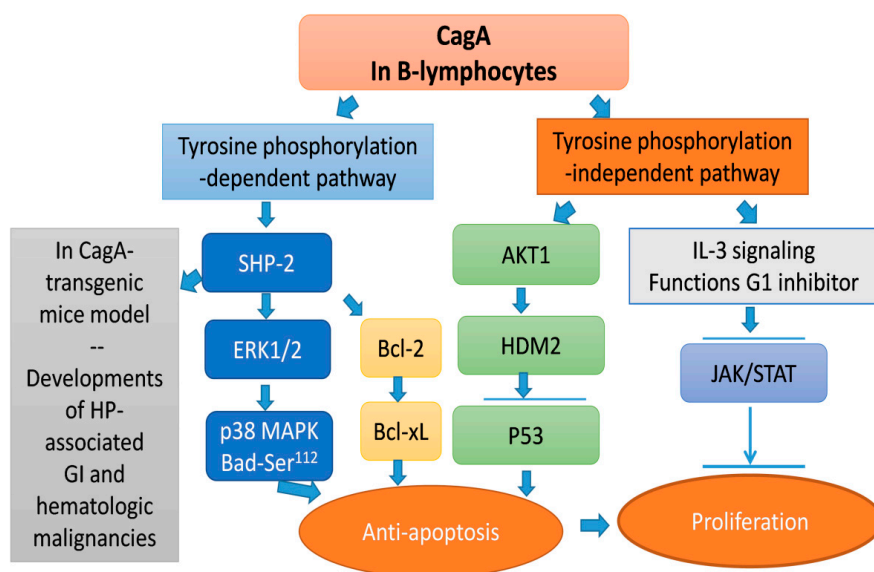 CagA
In B-lymphocytes
Tyrosine phosphorylation
-dependent pathway
Tyrosine phosphorylation
-independent pathway
In CagA-
transgenic
mice model
--
Developments
of HP-
associated
GI and
hematologic
malignancies
SHP-2
ERK1/2
p38 MAPK
Bad-Ser¹¹²
Bcl-2
Bcl-xL
AKT1
HDM2
P53
IL-3 signaling
Functions G1 inhibitor
JAK/STAT
Anti-apoptosis
Proliferation